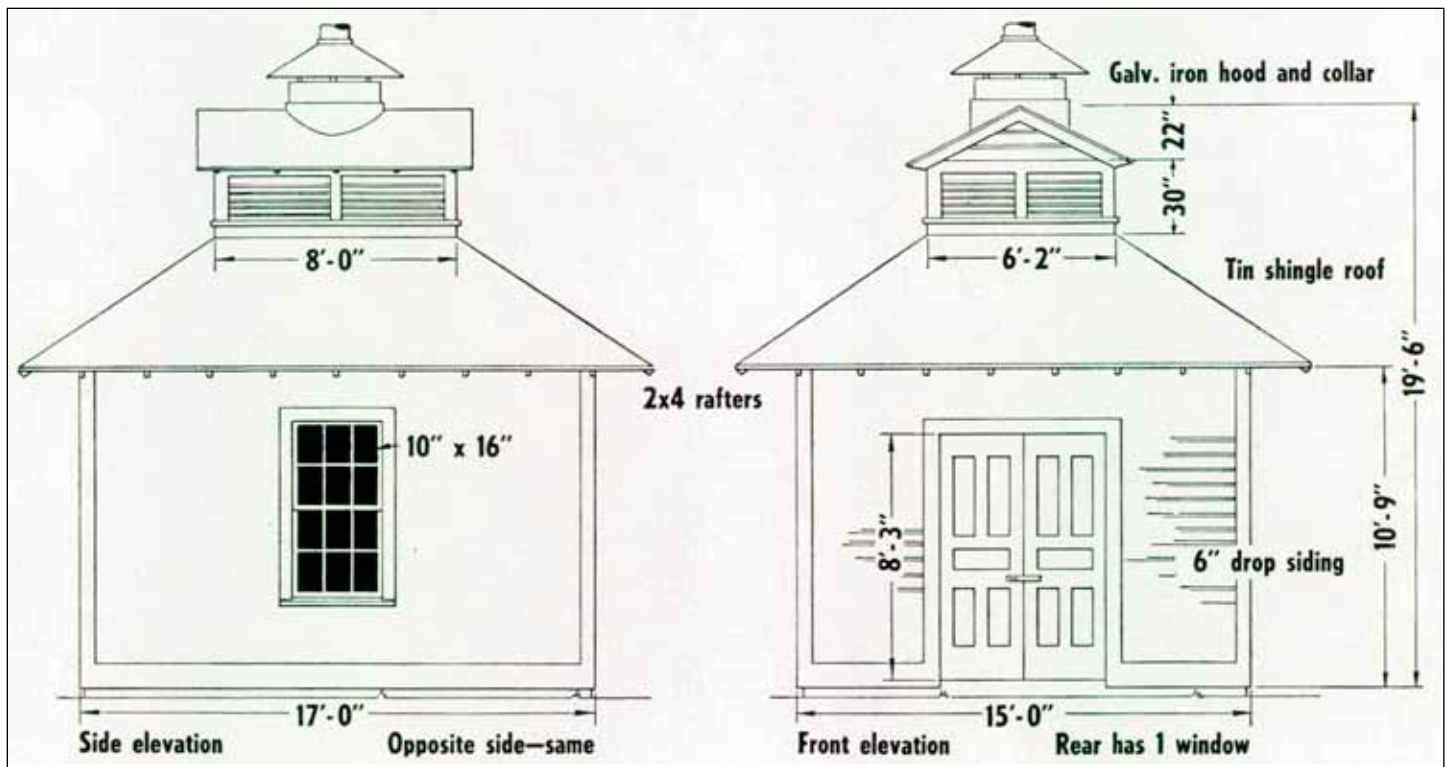 Galv. iron hood and collar
22″
30″
8′-0″
6′-2″
Tin shingle roof
19′-6″
2x4 rafters
10″ x 16″
8′-3″
10′-9″
6″ drop siding
17′-0″
15′-0″
Side elevation
Opposite side—same
Front elevation
Rear has 1 window